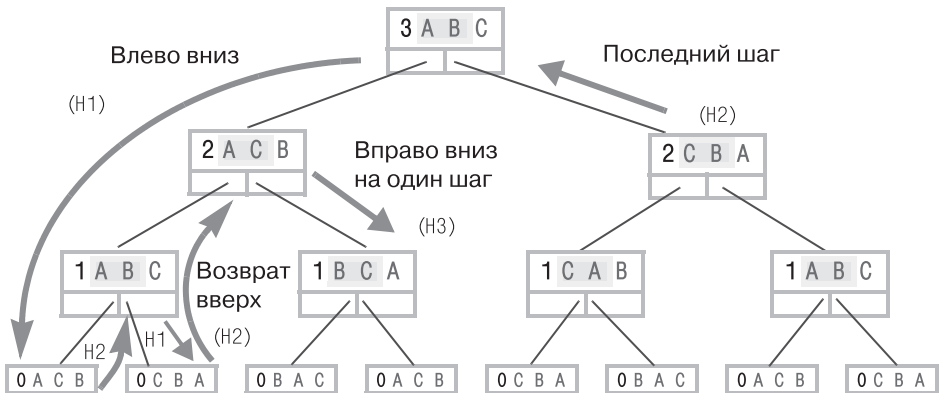 3 A B C
Влево вниз
Последний шаг
(H1)
(H2)
2 A C B
Вправо вниз
на один шаг
2 C B A
(H3)
1 A B C
Возврат
вверх
1 B C A
1 C A B
1 A B C
(H2)
H1
H2
0 A C B
0 C B A
0 B A C
0 A C B
0 C B A
0 B A C
0 A C B
0 C B A